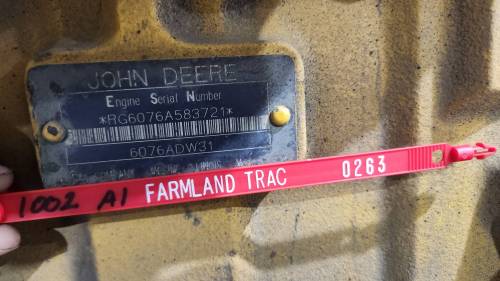 JOHN DEERE
Engine Serial Number
*RG6076A583721*
6076ADW31
1002 A1 FARMLAND TRAC 0263